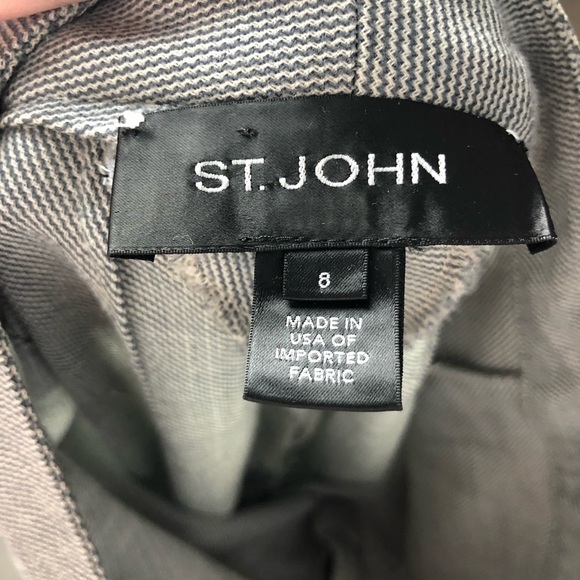 ST. JOHN
8
MADE IN
USA OF
IMPORTED
FABRIC